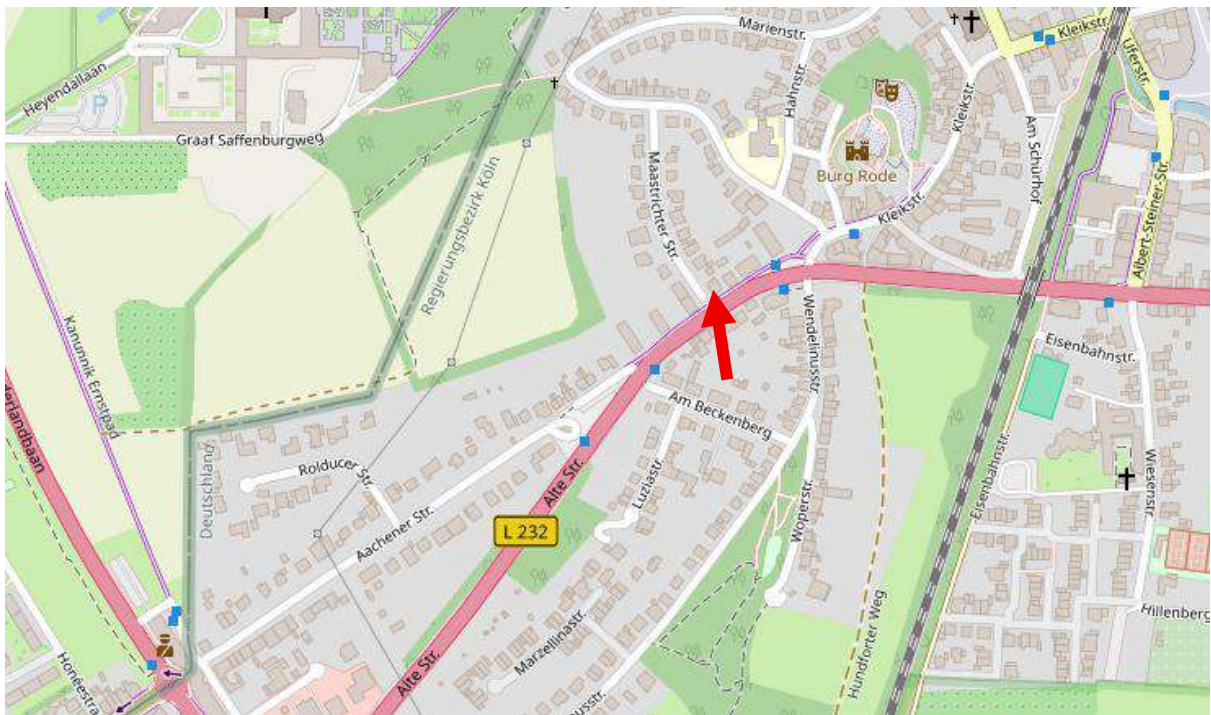 Marienstr.
Kleikstr.
Heyendallaan
P
Uferstr.
Hahnstr.
Kleikstr.
Graaf Saffenburgweg
Am Schürhof
Maastrichter Str.
Burg Rode
Regierungsbezirk Köln
Kleikstr.
Albert-Steiner-Str.
Kanunnik Ernstpad
Wendelinusstr.
Eisenbahnstr.
Am Beckenberg
Deutschland
Rolducer Str.
Alte Str.
Luziastr.
Eisenbahnstr.
Wiesenstr.
Aachener Str.
L 232
Woperstr.
Hundforter Weg
Hillenberg
Marzellinastr.
Honéestra
Alte Str.